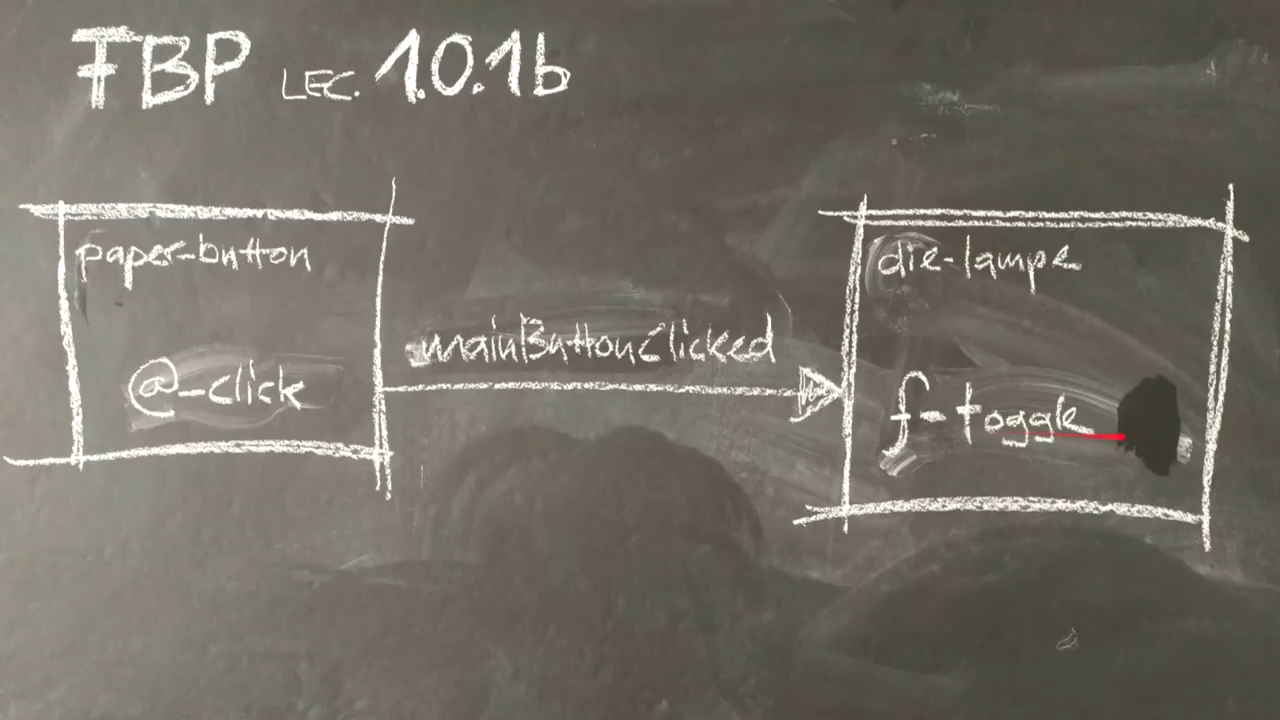 FBP LEC. 1.0.1b
paper-button
die-lampe
mainButtonClicked
@-click
f-toggle